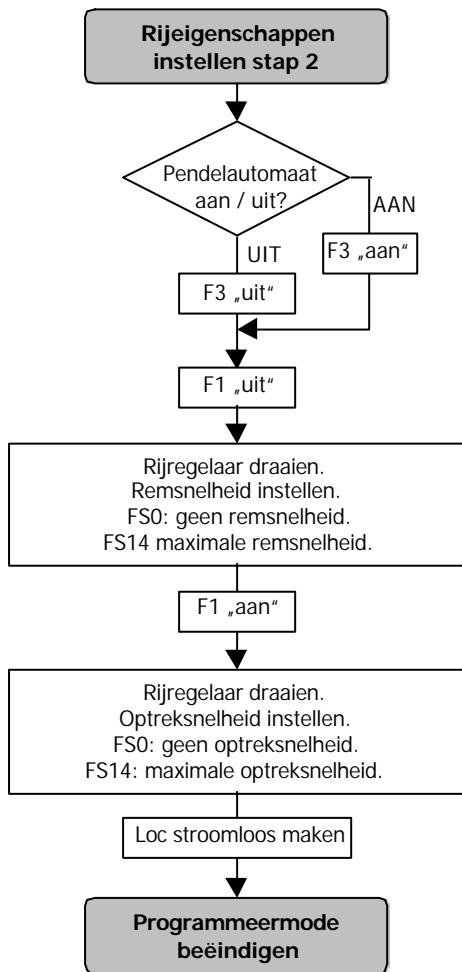 Rijeigenschappen
instellen stap 2
Pendelautomaat
aan / uit?
AAN
UIT
F3 „aan“
F3 „uit“
F1 „uit“
Rijregelaar draaien.
Remsnelheid instellen.
FS0: geen remsnelheid.
FS14 maximale remsnelheid.
F1 „aan“
Rijregelaar draaien.
Optreksnelheid instellen.
FS0: geen optreksnelheid.
FS14: maximale optreksnelheid.
Loc stroomloos maken
Programmeermode
beëindigen